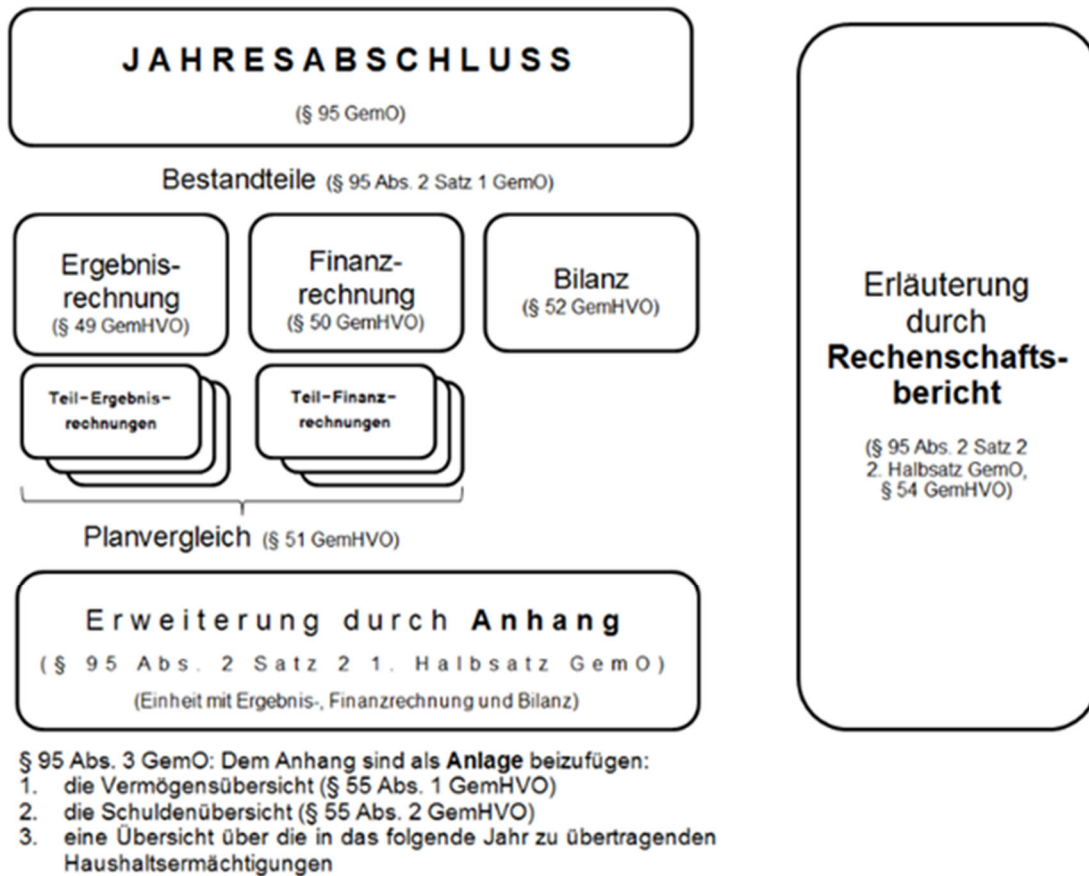 JAHRESABSCHLUSS
(§ 95 GemO)
Bestandteile (§ 95 Abs. 2 Satz 1 GemO)
Ergebnis-
rechnung
(§ 49 GemHVO)
Finanz-
rechnung
(§ 50 GemHVO)
Bilanz
(§ 52 GemHVO)
Teil-Ergebnis-
rechnungen
Teil-Finanz-
rechnungen
Planvergleich (§ 51 GemHVO)
Erweiterung durch Anhang
(§ 95 Abs. 2 Satz 2 1. Halbsatz GemO)
(Einheit mit Ergebnis-, Finanzrechnung und Bilanz)
§ 95 Abs. 3 GemO: Dem Anhang sind als Anlage beizufügen:
1. die Vermögensübersicht (§ 55 Abs. 1 GemHVO)
2. die Schuldenübersicht (§ 55 Abs. 2 GemHVO)
3. eine Übersicht über die in das folgende Jahr zu übertragenden
Haushaltsermächtigungen
Erläuterung
durch
Rechenschafts-
bericht
(§ 95 Abs. 2 Satz 2
2. Halbsatz GemO,
§ 54 GemHVO)